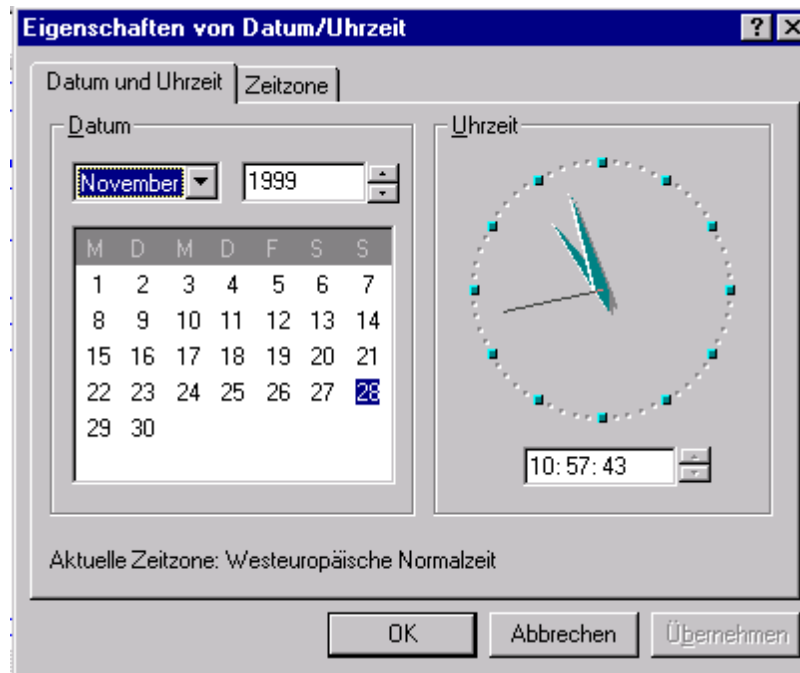 Eigenschaften von Datum/Uhrzeit
Datum und Uhrzeit Zeitzone
Datum
November 1999
M D M D F S S
1 2 3 4 5 6 7
8 9 10 11 12 13 14
15 16 17 18 19 20 21
22 23 24 25 26 27 28
29 30
Uhrzeit
10:57:43
Aktuelle Zeitzone: Westeuropäische Normalzeit
OK Abbrechen Übernehmen